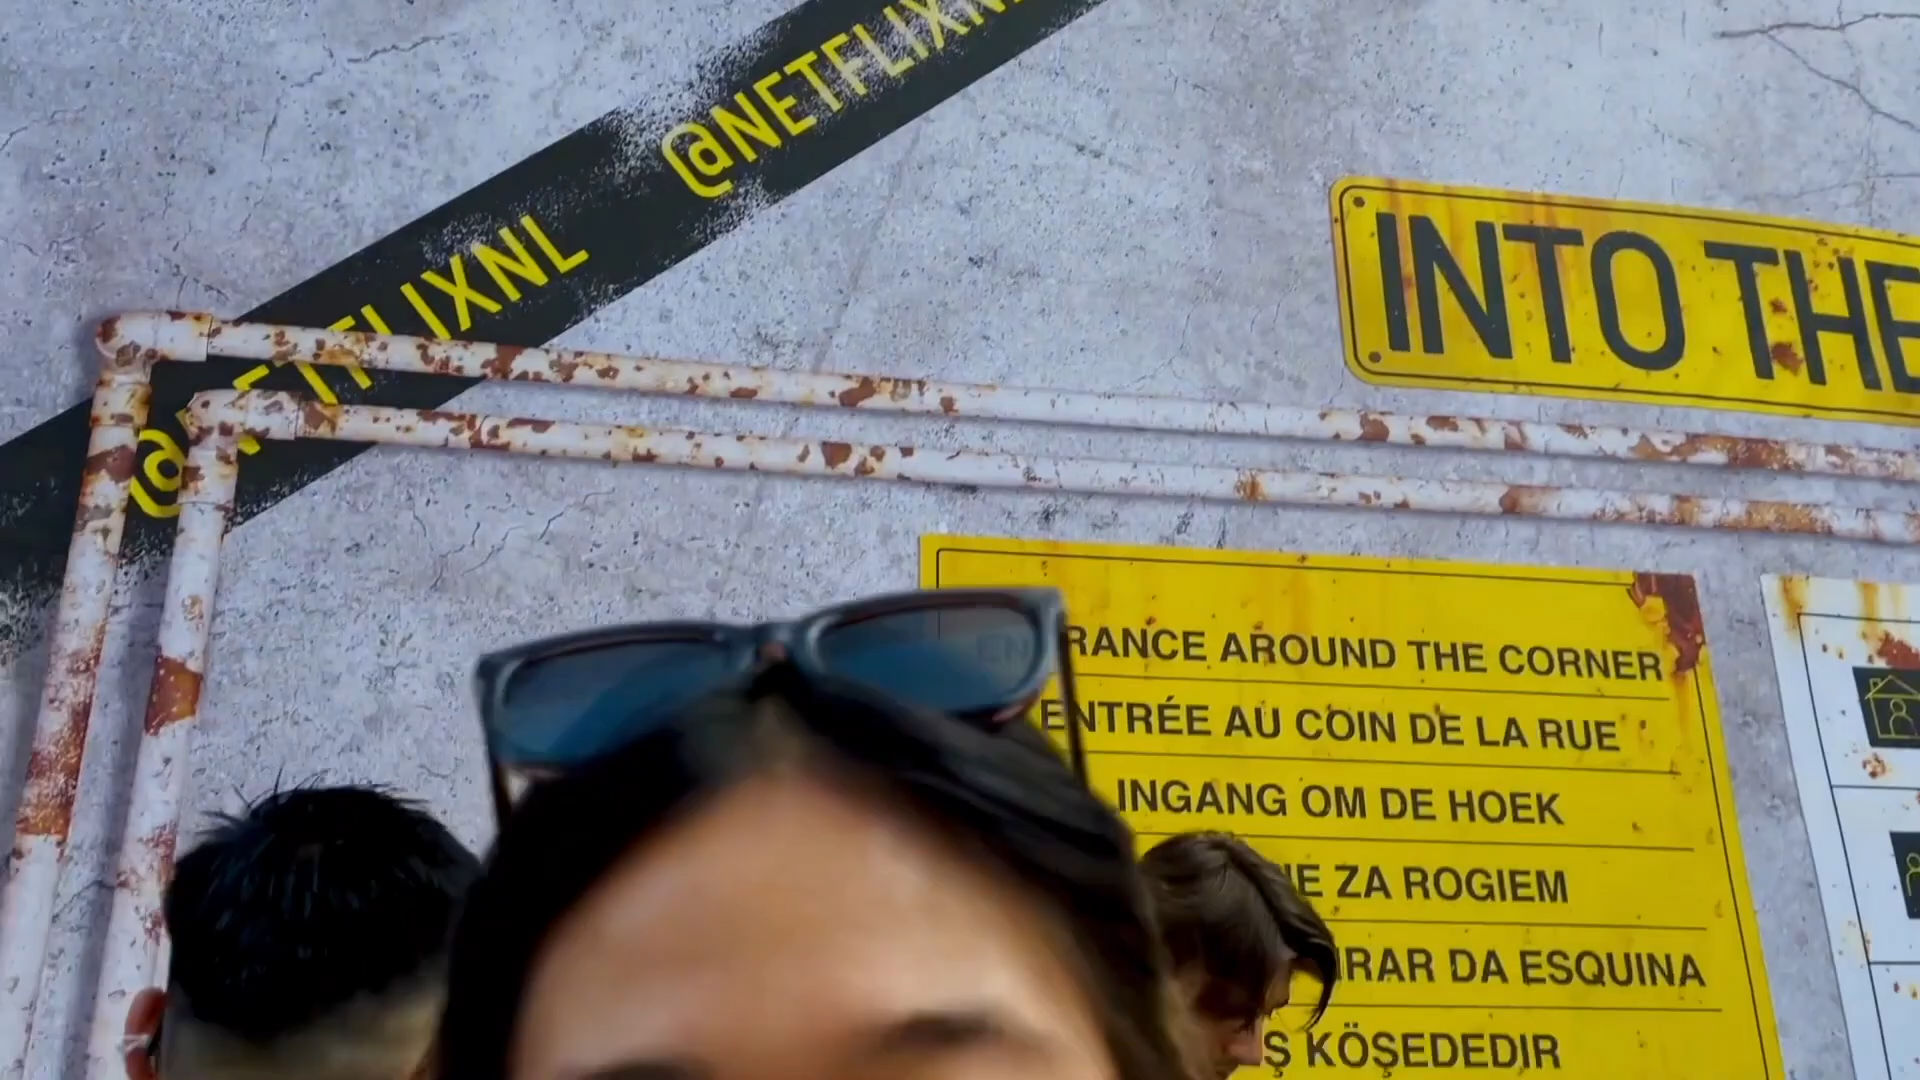 @NETFLIXNL
@NETFLIXNL
INTO THE
RANCE AROUND THE CORNER
ENTRÉE AU COIN DE LA RUE
INGANG OM DE HOEK
IE ZA ROGIEM
IRAR DA ESQUINA
Ş KÖŞEDEDIR